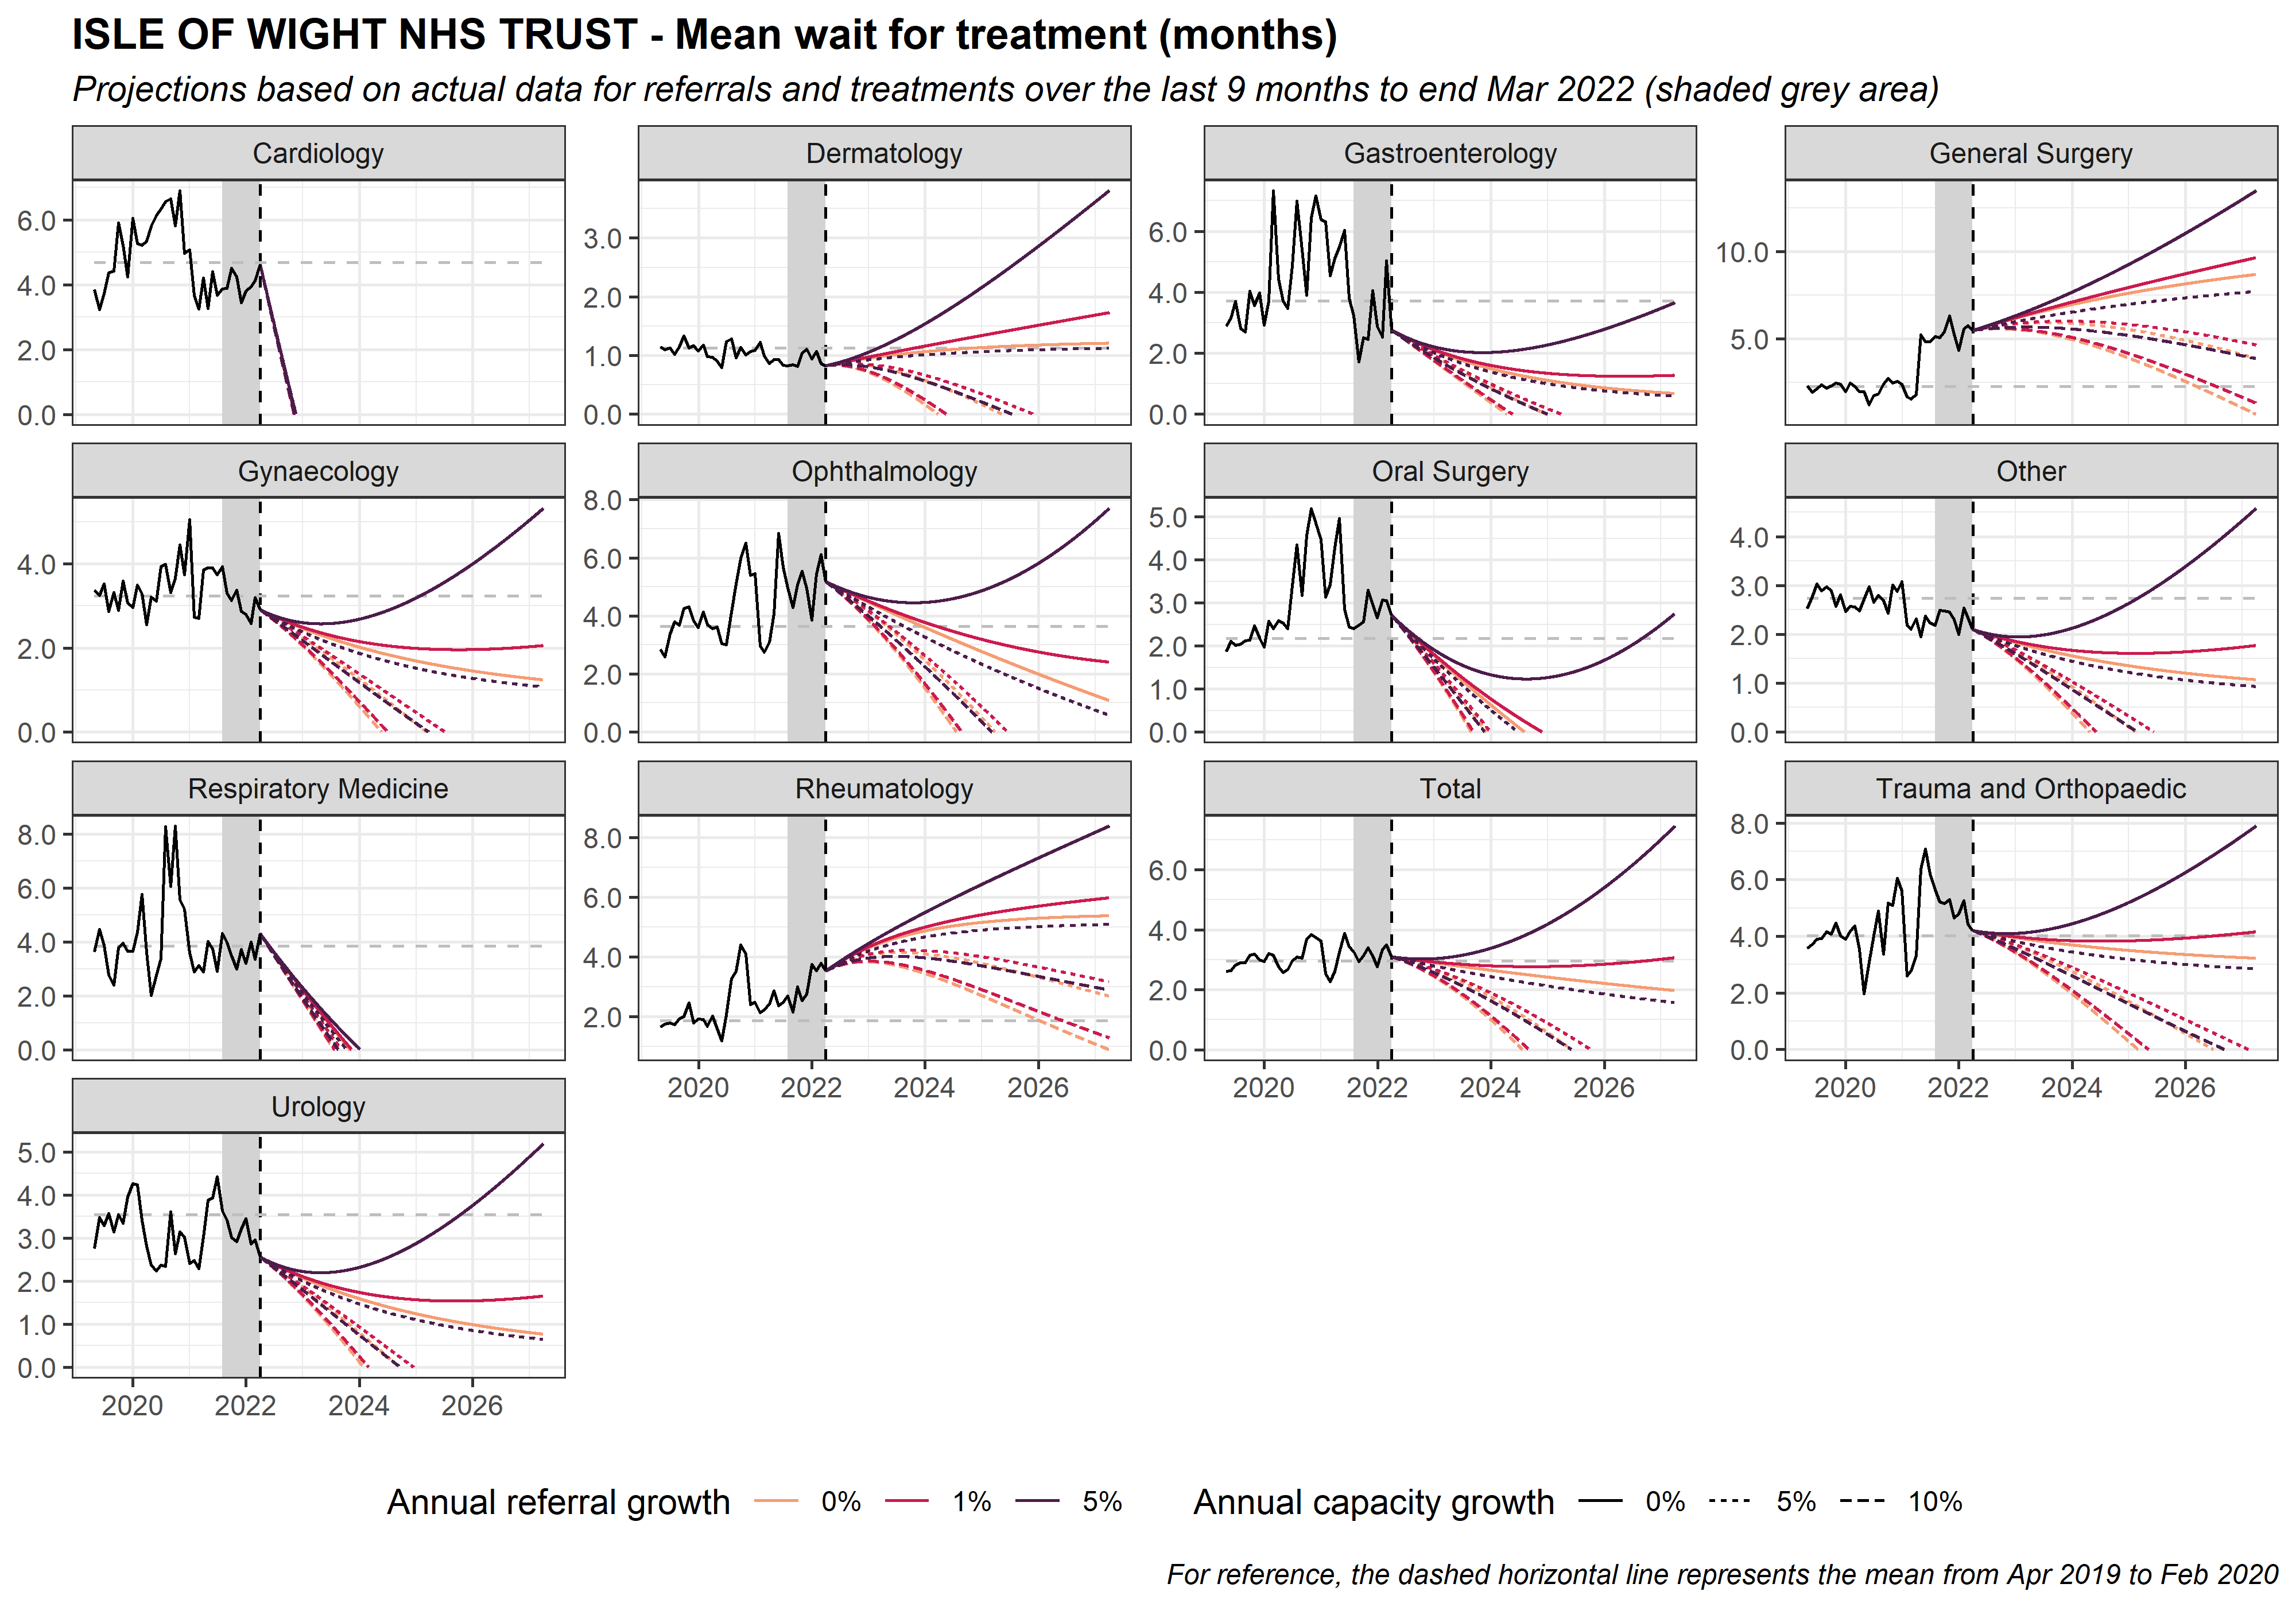 ISLE OF WIGHT NHS TRUST - Mean wait for treatment (months)
Projections based on actual data for referrals and treatments over the last 9 months to end Mar 2022 (shaded grey area)
Cardiology
Dermatology
Gastroenterology
General Surgery
6.0
4.0
2.0
0.0
3.0
2.0
1.0
0.0
6.0
4.0
2.0
0.0
10.0
5.0
Gynaecology
Ophthalmology
Oral Surgery
Other
4.0
2.0
0.0
8.0
6.0
4.0
2.0
0.0
5.0
4.0
3.0
2.0
1.0
0.0
4.0
3.0
2.0
1.0
0.0
Respiratory Medicine
Rheumatology
Total
Trauma and Orthopaedic
8.0
6.0
4.0
2.0
0.0
8.0
6.0
4.0
2.0
6.0
4.0
2.0
0.0
8.0
6.0
4.0
2.0
0.0
2020 2022 2024 2026
2020 2022 2024 2026
2020 2022 2024 2026
Urology
5.0
4.0
3.0
2.0
1.0
0.0
2020 2022 2024 2026
Annual referral growth 0% 1% 5%
Annual capacity growth 0% 5% 10%
For reference, the dashed horizontal line represents the mean from Apr 2019 to Feb 2020